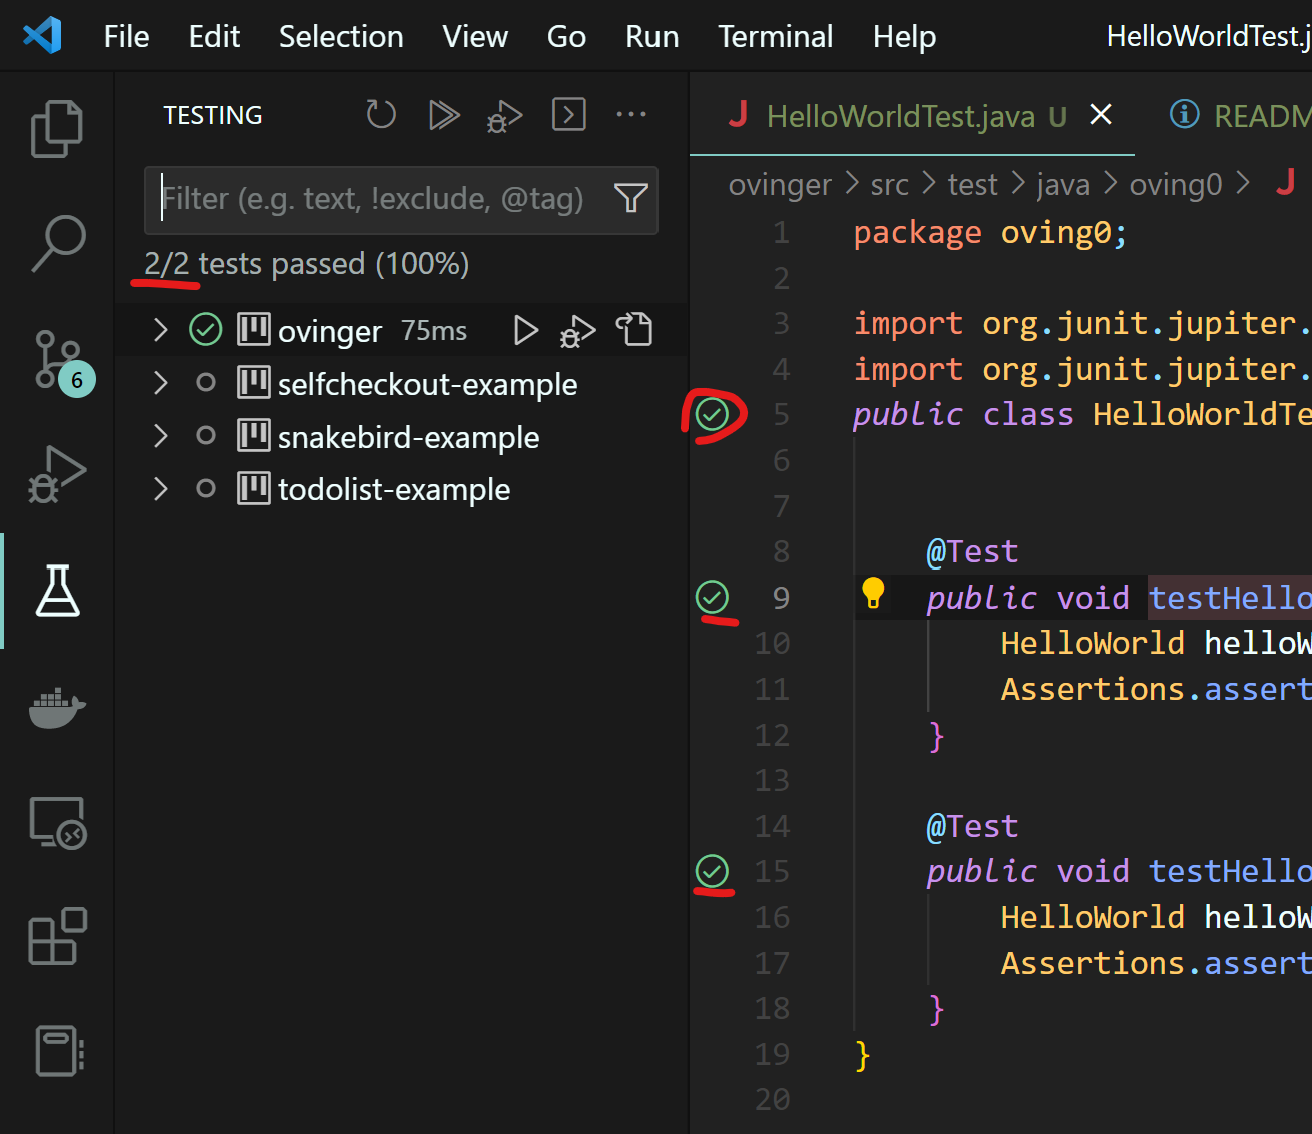 File Edit Selection View Go Run Terminal Help HelloWorldTest.j
TESTING
Filter (e.g. text, !exclude, @tag)
2/2 tests passed (100%)
ovinger 75ms
selfcheckout-example
snakebird-example
todolist-example
6
J HelloWorldTest.java U READM
ovinger > src > test > java > oving0 > J
1 package oving0;
2
3 import org.junit.jupiter.
4 import org.junit.jupiter.
5 public class HelloWorldTe
6
7
8 @Test
9 public void testHello
10 HelloWorld helloW
11 Assertions.assert
12 }
13
14 @Test
15 public void testHello
16 HelloWorld helloW
17 Assertions.assert
18 }
19 }
20